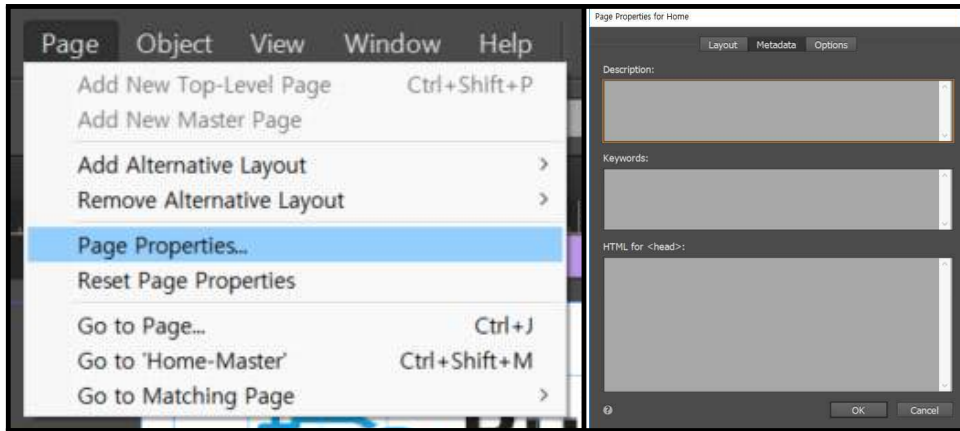 Page Object View Window Help
Add New Top-Level Page Ctrl+Shift+P
Add New Master Page
Add Alternative Layout >
Remove Alternative Layout >
Page Properties...
Reset Page Properties
Go to Page... Ctrl+J
Go to 'Home-Master' Ctrl+Shift+M
Go to Matching Page >
Page Properties for Home
Layout Metadata Options
Description:
Keywords:
HTML for <head>:
OK Cancel